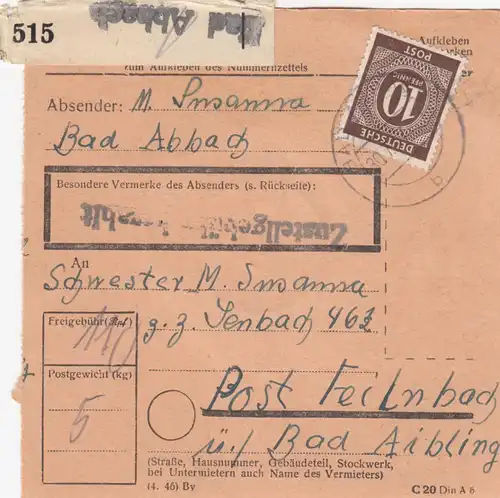 515
Bad Abbach
Aufkleben
zum Aufkleben des Nummernzettels
Absender: M. Susanna
Bad Abbach
DEUTSCHE
POST
10
PFENNIG
Besondere Vermerke des Absenders (s. Rückseite):
Zustellgebühr bezahlt
An
Schwester M. Susanna
Freigebühr
z. Z. Jenbach 46
Postgewicht (kg)
5
Post Feilnbach
ü./ Bad Aibling
(Straße, Hausnummer, Gebäudeteil, Stockwerk,
bei Untermietern auch Name des Vermieters)
(4. 46) By
C 20 Din A 6